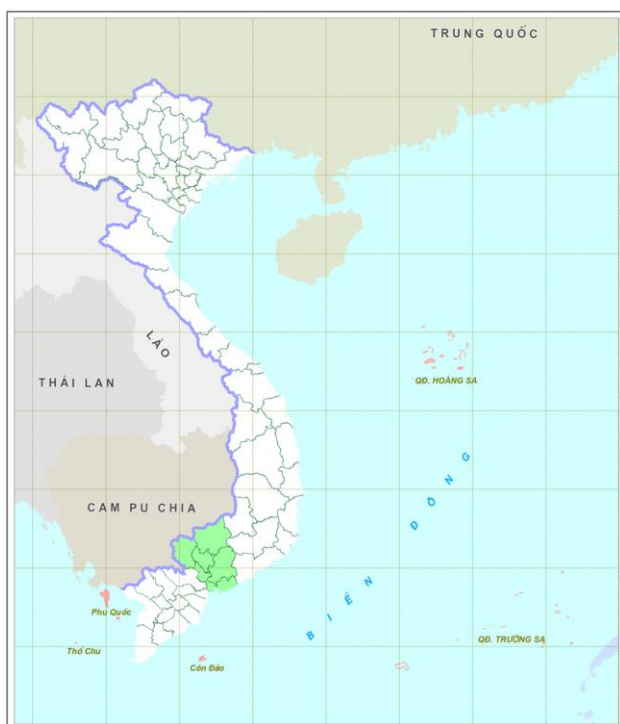 TRUNG QUỐC
LÀO
THÁI LAN
QĐ. HOÀNG SA
CAM PU CHIA
BIỂN ĐÔNG
Phú Quốc
QĐ. TRƯỜNG SA
Thổ Chu
Côn Đảo